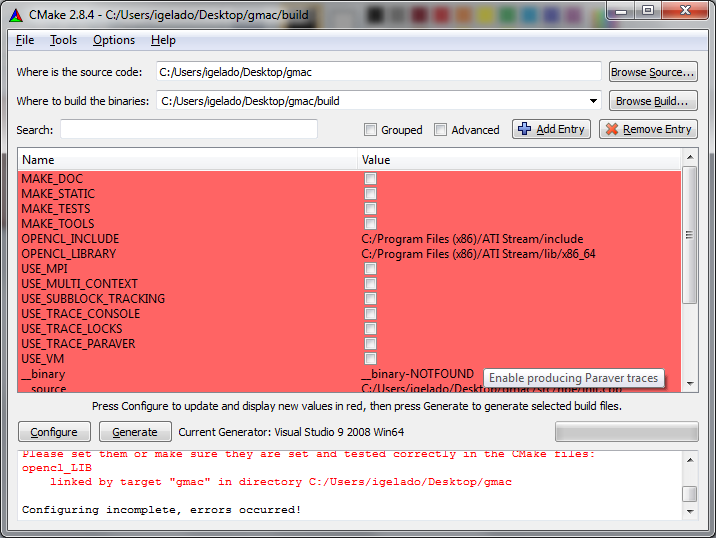 CMake 2.8.4 - C:/Users/igelado/Desktop/gmac/build
File Tools Options Help
Where is the source code: C:/Users/igelado/Desktop/gmac Browse Source...
Where to build the binaries: C:/Users/igelado/Desktop/gmac/build Browse Build...
Search: Grouped Advanced Add Entry Remove Entry
Name Value
MAKE_DOC
MAKE_STATIC
MAKE_TESTS
MAKE_TOOLS
OPENCL_INCLUDE C:/Program Files (x86)/ATI Stream/include
OPENCL_LIBRARY C:/Program Files (x86)/ATI Stream/lib/x86_64
USE_MPI
USE_MULTI_CONTEXT
USE_SUBBLOCK_TRACKING
USE_TRACE_CONSOLE
USE_TRACE_LOCKS
USE_TRACE_PARAVER
USE_VM
__binary __binary-NOTFOUND
Enable producing Paraver traces
__source C:/Users/igelado/Desktop/gmac/src/hpe/init.cpp
Press Configure to update and display new values in red, then press Generate to generate selected build files.
Configure Generate Current Generator: Visual Studio 9 2008 Win64
Please set them or make sure they are set and tested correctly in the CMake files:
opencl_LIB
linked by target "gmac" in directory C:/Users/igelado/Desktop/gmac
Configuring incomplete, errors occurred!